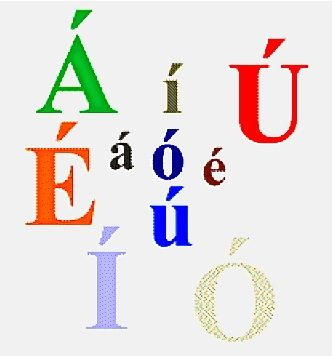 Á í Ú
É á ó é
ú
Í Ó